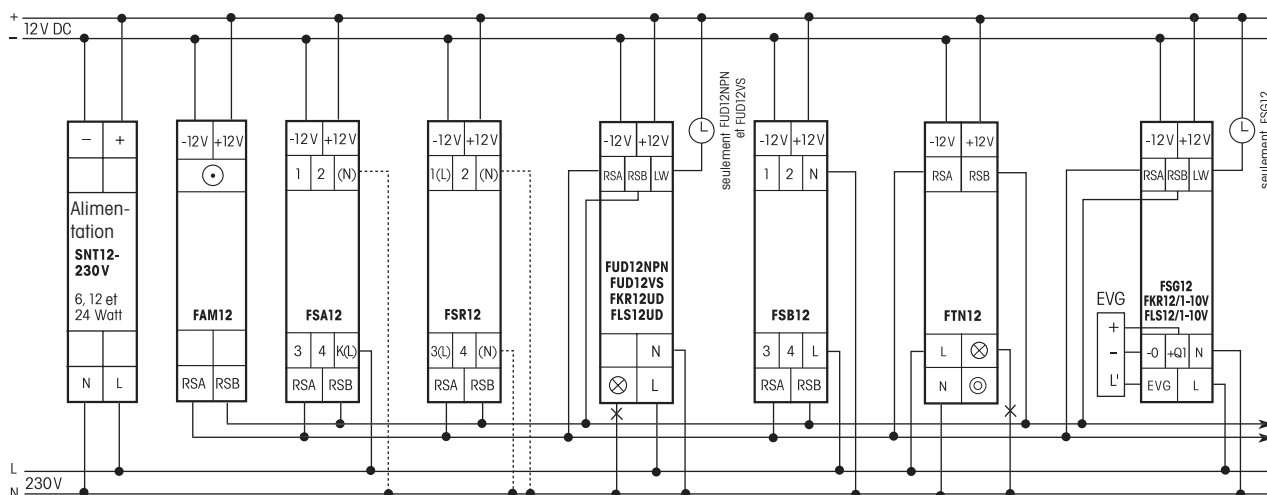 +
12V DC
–
– +
Alimen-
tation
SNT12-
230V
6, 12 et
24 Watt
N L
-12V +12V
FAM12
RSA RSB
-12V +12V
1 2 (N)
FSA12
3 4 K(L)
RSA RSB
-12V +12V
1(L) 2 (N)
FSR12
3(L) 4 (N)
RSA RSB
-12V +12V
RSA RSB LW
FUD12NPN
FUD12VS
FKR12UD
FLS12UD
N
L
seulement FUD12NPN
et FUD12VS
-12V +12V
1 2 N
FSB12
3 4 L
RSA RSB
-12V +12V
RSA RSB
FTN12
L
N
EVG
+
–
L'
-12V +12V
RSA RSB LW
FSG12
FKR12/1-10V
FLS12/1-10V
-0 +Q1 N
EVG L
seulement FSG12
L
230V
N